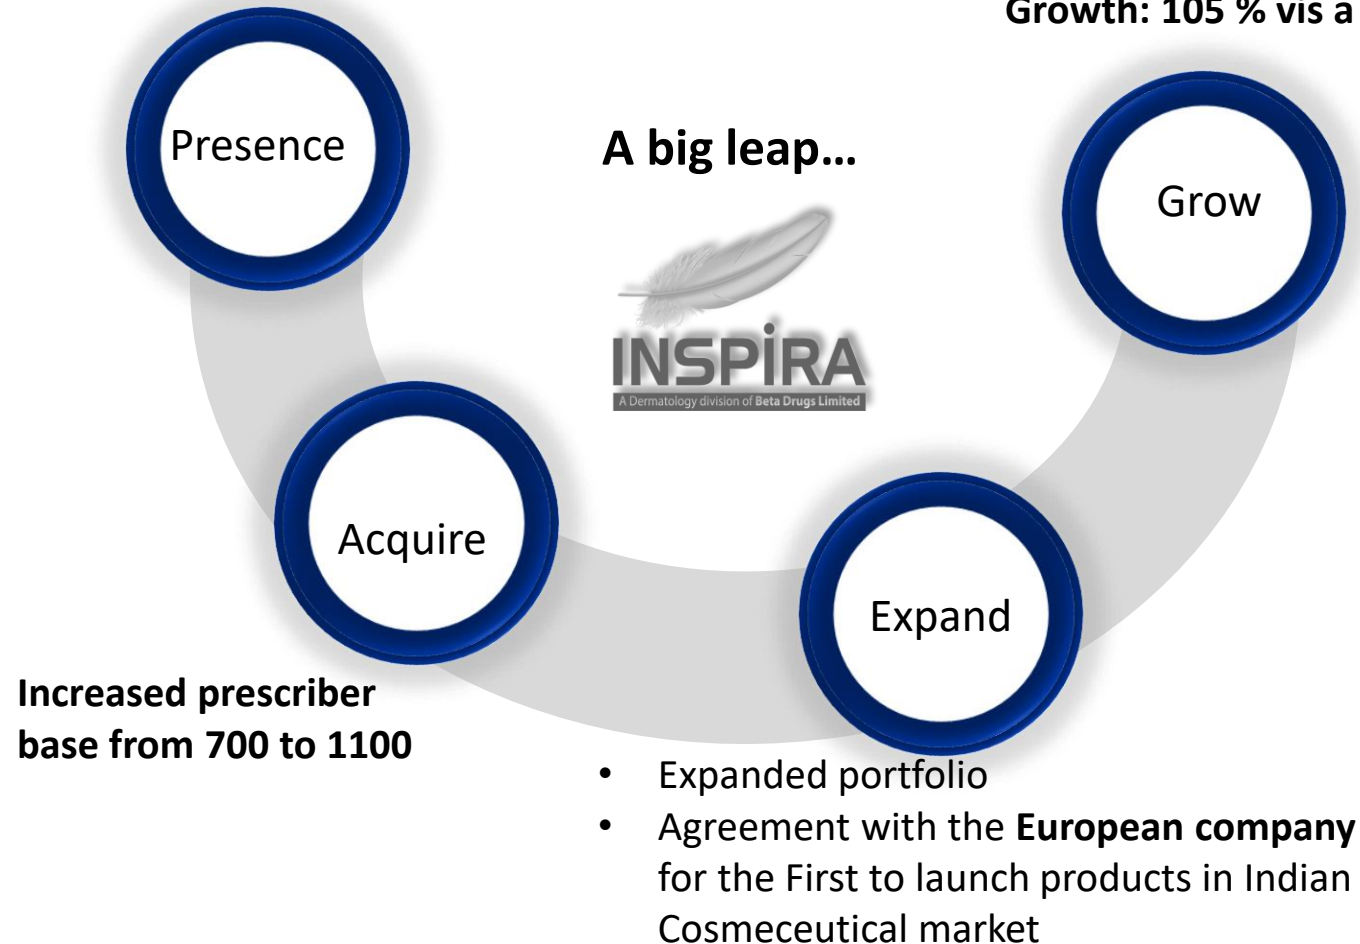 Growth: 105 % vis a
Presence
A big leap...
Grow
INSPİRA
A Dermatology division of Beta Drugs Limited
Acquire
Expand
Increased prescriber
base from 700 to 1100
• Expanded portfolio
• Agreement with the European company
for the First to launch products in Indian
Cosmeceutical market